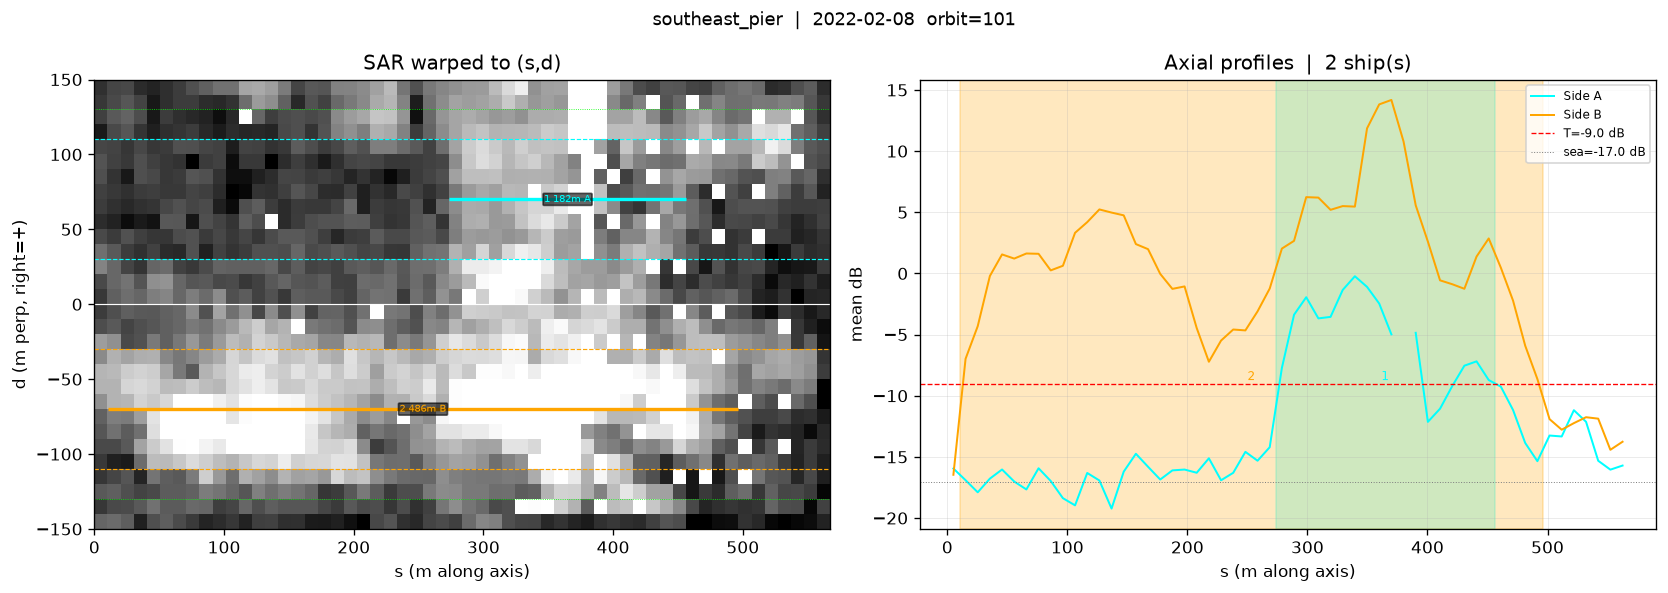 southeast_pier | 2022-02-08 orbit=101
SAR warped to (s,d)
150
100
50
0
−50
−100
−150
d (m perp, right=+)
1 182m A
2 486m B
0
100
200
300
400
500
s (m along axis)
Axial profiles | 2 ship(s)
15
10
5
0
−5
−10
−15
−20
mean dB
Side A
Side B
T=-9.0 dB
sea=-17.0 dB
2
1
0
100
200
300
400
500
s (m along axis)